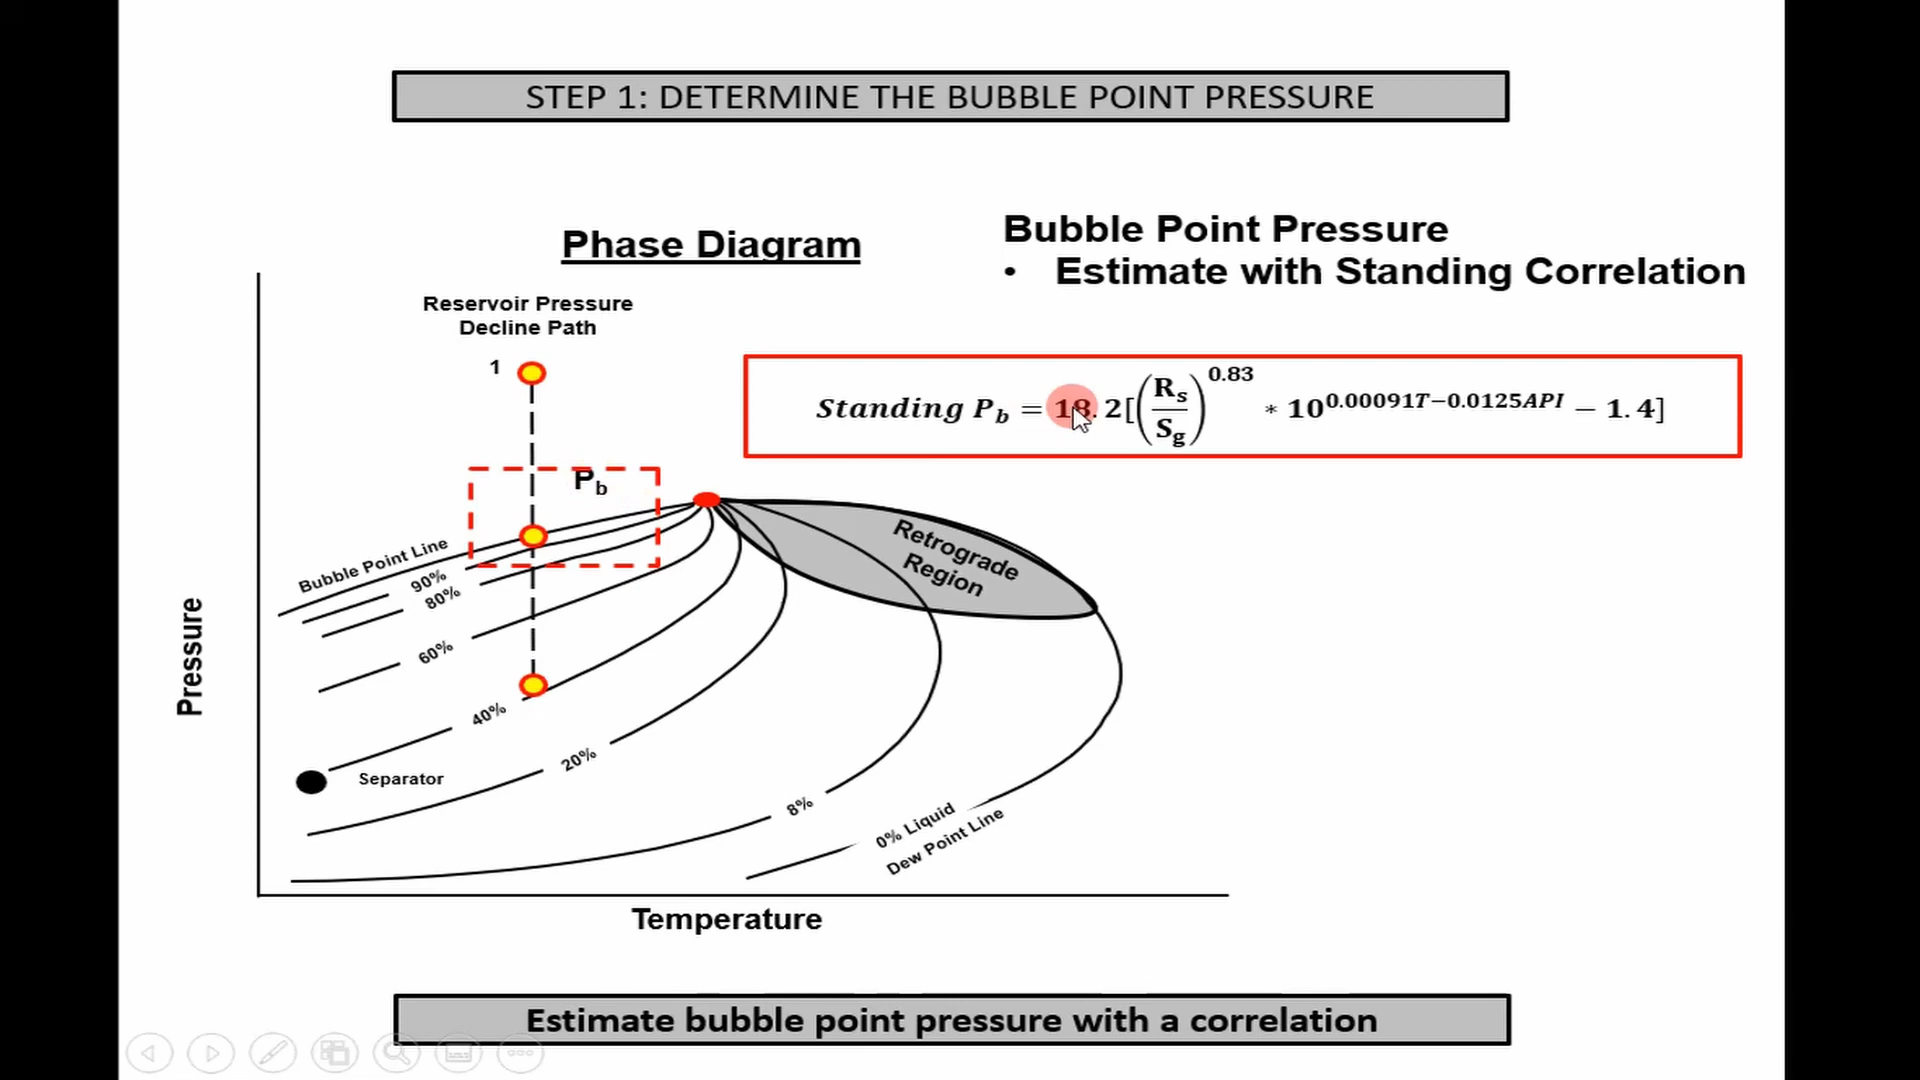 STEP 1: DETERMINE THE BUBBLE POINT PRESSURE
Bubble Point Pressure
• Estimate with Standing Correlation
Phase Diagram
Reservoir Pressure
Decline Path
1
Standing P_b = 18.2[(R_s/S_g)^0.83 * 10^(0.00091T−0.0125API) − 1.4]
P_b
Retrograde
Region
Bubble Point Line
90%
80%
60%
40%
20%
8%
Separator
0% Liquid
Dew Point Line
Pressure
Temperature
Estimate bubble point pressure with a correlation